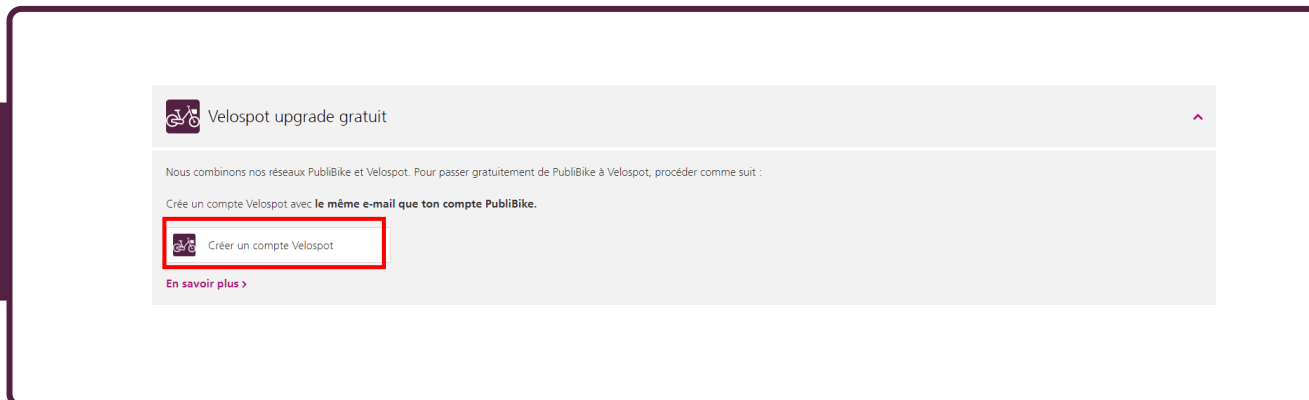 Velospot upgrade gratuit
Nous combinons nos réseaux PubliBike et Velospot. Pour passer gratuitement de PubliBike à Velospot, procéder comme suit :
Crée un compte Velospot avec le même e-mail que ton compte PubliBike.
Créer un compte Velospot
En savoir plus >